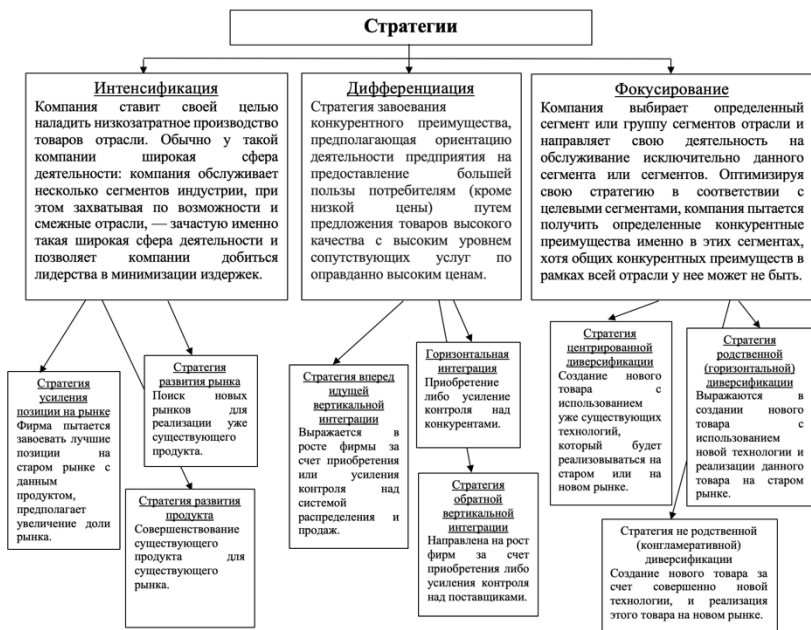 Стратегии
Интенсификация
Компания ставит своей целью
наладить низкозатратное производство
товаров отрасли. Обычно у такой
компании широкая сфера
деятельности: компания обслуживает
несколько сегментов индустрии, при
этом захватывая по возможности и
смежные отрасли, — зачастую именно
такая широкая сфера деятельности и
позволяет компании добиться
лидерства в минимизации издержек.
Дифференциация
Стратегия завоевания
конкурентного преимущества,
предполагающая ориентацию
деятельности предприятия на
предоставление большей
пользы потребителям (кроме
низкой цены) путем
предложения товаров высокого
качества с высоким уровнем
сопутствующих услуг по
оправданно высоким ценам.
Фокусирование
Компания выбирает определенный
сегмент или группу сегментов отрасли и
направляет свою деятельность на
обслуживание исключительно данного
сегмента или сегментов. Оптимизируя
свою стратегию в соответствии с
целевыми сегментами, компания пытается
получить определенные конкурентные
преимущества именно в этих сегментах,
хотя общих конкурентных преимуществ в
рамках всей отрасли у нее может не быть.
Стратегия
усиления
позиции на рынке
Фирма пытается
завоевать лучшие
позиции на
старом рынке с
данным
продуктом,
предполагает
увеличение доли
рынка.
Стратегия
развития рынка
Поиск новых
рынков для
реализации уже
существующего
продукта.
Стратегия развития
продукта
Совершенствование
существующего
продукта для
существующего
рынка.
Стратегия вперед
идущей
вертикальной
интеграции
Выражается в
росте фирмы за
счет приобретения
или усиления
контроля над
системой
распределения и
продаж.
Горизонтальная
интеграция
Приобретение
либо усиление
контроля над
конкурентами.
Стратегия
обратной
вертикальной
интеграции
Направлена на рост
фирм за счет
приобретения либо
усиления контроля
над поставщиками.
Стратегия
центрированной
диверсификации
Создание нового
товара с
использованием
уже существующих
технологий,
который будет
реализовываться на
старом или на
новом рынке.
Стратегия
родственной
(горизонтальной)
диверсификации
Выражаются в
создании нового
товара с
использованием
новой технологии и
реализации данного
товара на старом
рынке.
Стратегия не родственной
(конгламеративной)
диверсификации
Создание нового товара за
счет совершенно новой
технологии, и реализация
этого товара на новом рынке.